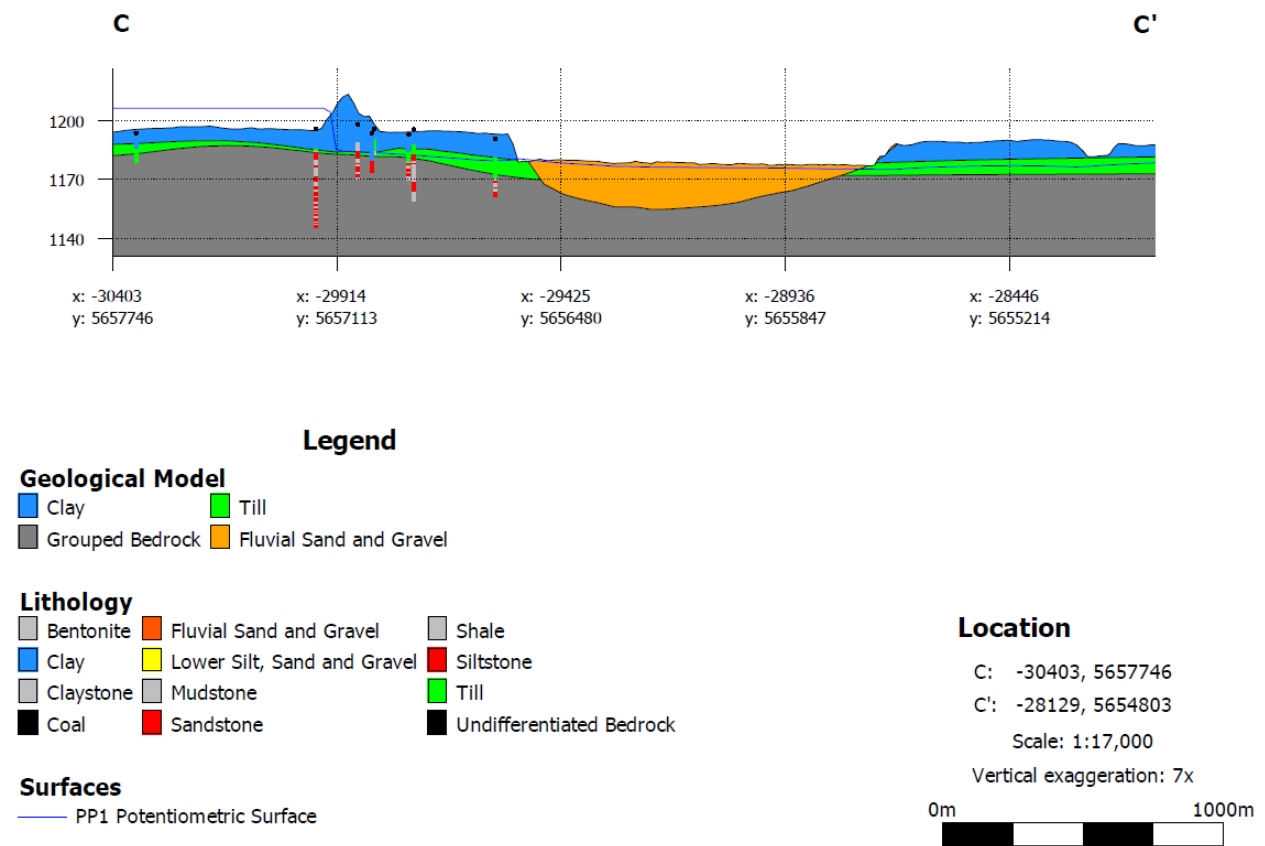 C C'
1200
1170
1140
x: -30403 x: -29914 x: -29425 x: -28936 x: -28446
y: 5657746 y: 5657113 y: 5656480 y: 5655847 y: 5655214
Legend
Geological Model
Clay Till
Grouped Bedrock Fluvial Sand and Gravel
Lithology
Bentonite Fluvial Sand and Gravel Shale
Clay Lower Silt, Sand and Gravel Siltstone
Claystone Mudstone Till
Coal Sandstone Undifferentiated Bedrock
Surfaces
PP1 Potentiometric Surface
Location
C: -30403, 5657746
C': -28129, 5654803
Scale: 1:17,000
Vertical exaggeration: 7x
0m 1000m